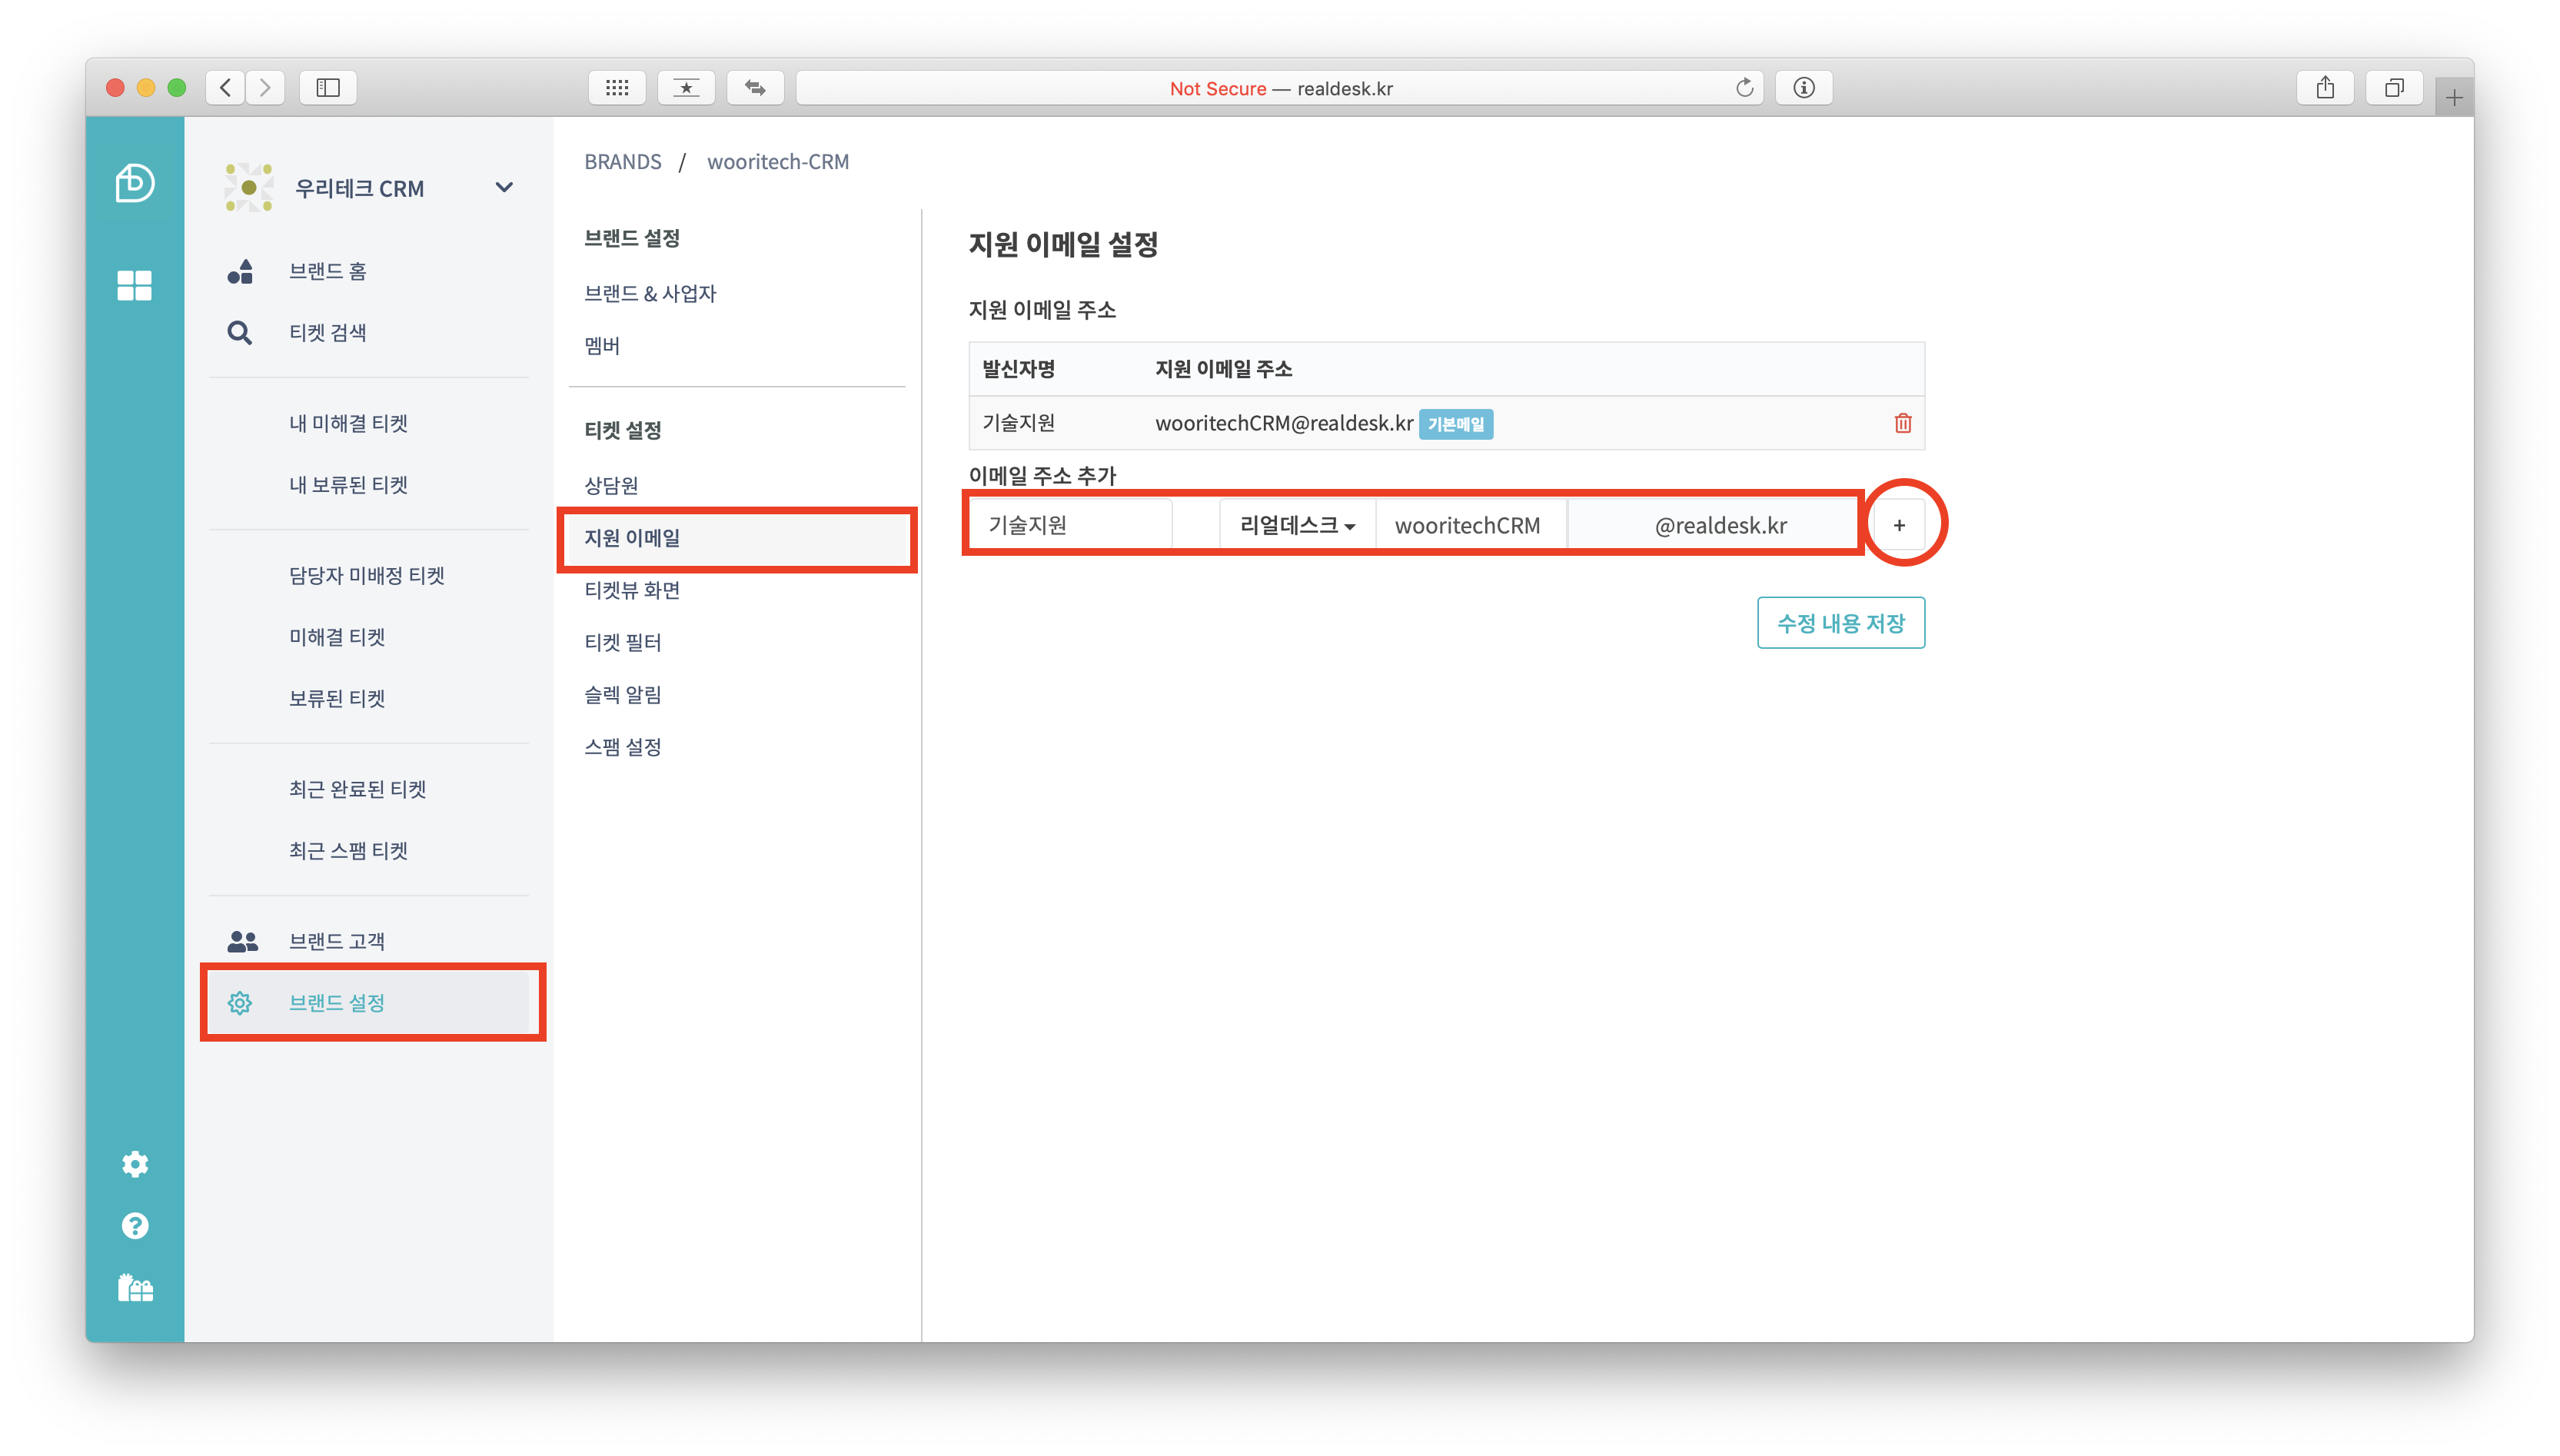 Not Secure — realdesk.kr
우리테크 CRM
브랜드 홈
티켓 검색
내 미해결 티켓
내 보류된 티켓
담당자 미배정 티켓
미해결 티켓
보류된 티켓
최근 완료된 티켓
최근 스팸 티켓
브랜드 고객
브랜드 설정
BRANDS / wooritech-CRM
브랜드 설정
브랜드 & 사업자
멤버
티켓 설정
상담원
지원 이메일
티켓뷰 화면
티켓 필터
슬렉 알림
스팸 설정
지원 이메일 설정
지원 이메일 주소
발신자명 지원 이메일 주소
기술지원 wooritechCRM@realdesk.kr 기본메일
이메일 주소 추가
기술지원 리얼데스크 wooritechCRM @realdesk.kr +
수정 내용 저장